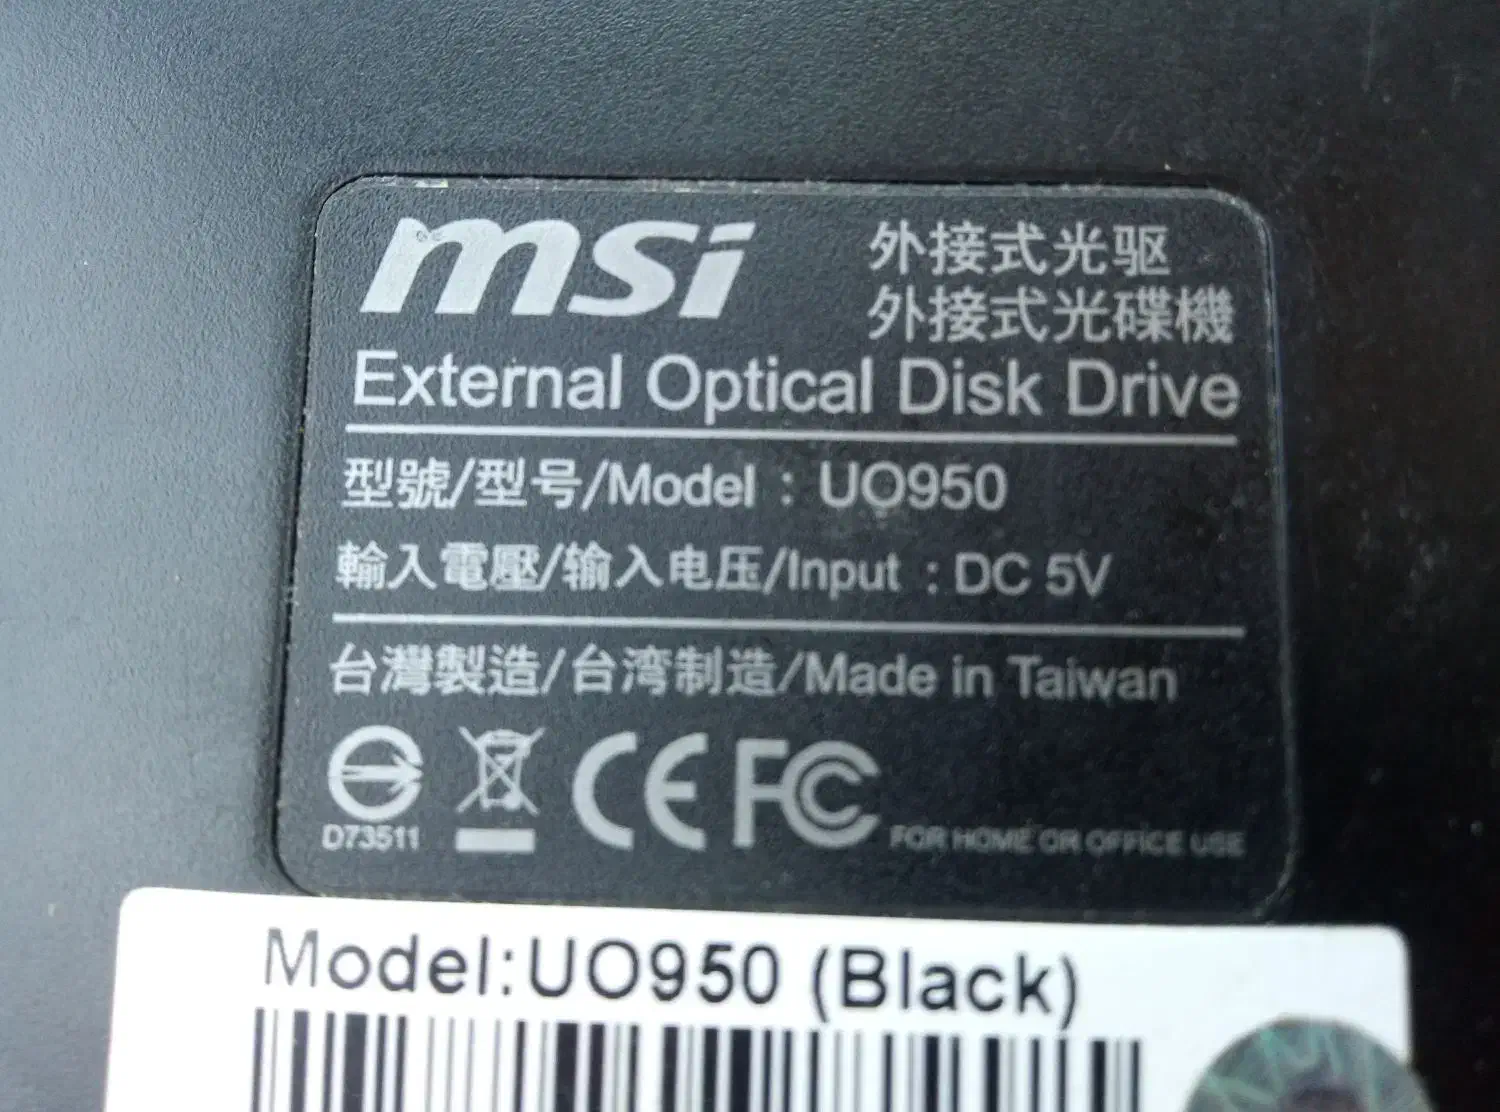 msi
外接式光驱
外接式光碟機
External Optical Disk Drive
型號/型号/Model : UO950
輸入電壓/输入电压/Input : DC 5V
台灣製造/台湾制造/Made in Taiwan
CE FC
D73511
FOR HOME OR OFFICE USE
Model:UO950 (Black)